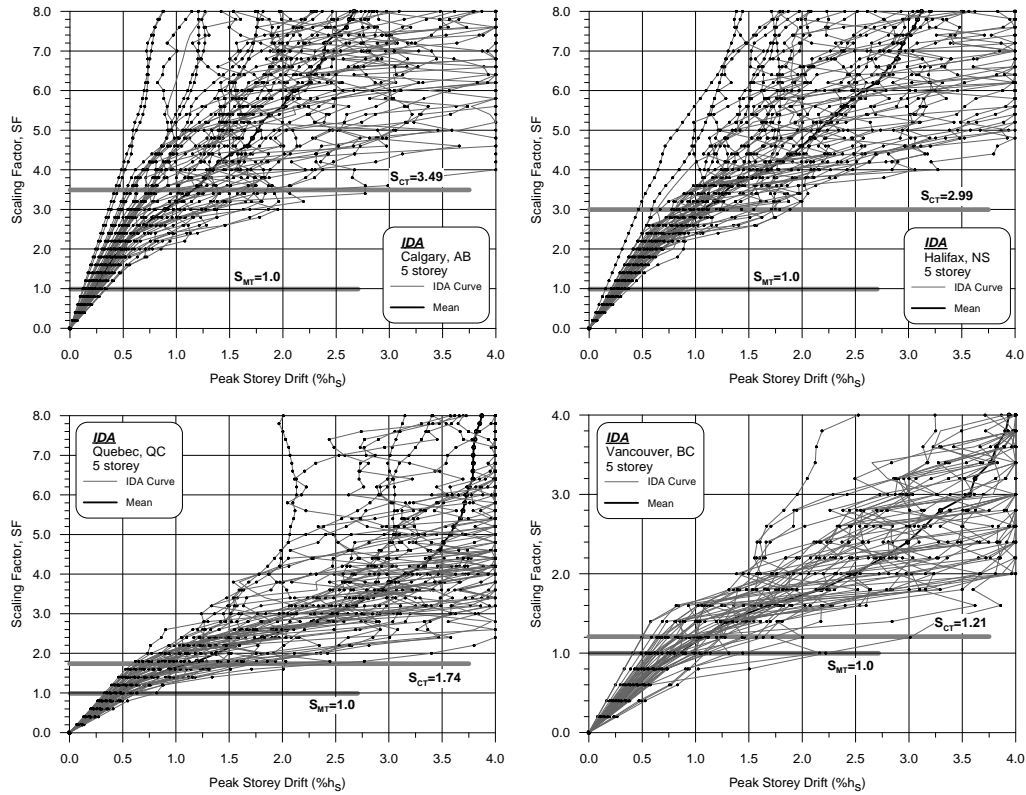 8.0
7.0
6.0
5.0
4.0
3.0
2.0
1.0
0.0
Scaling Factor, SF
S_CT=3.49
S_MT=1.0
IDA
Calgary, AB
5 storey
IDA Curve
Mean
0.0 0.5 1.0 1.5 2.0 2.5 3.0 3.5 4.0
Peak Storey Drift (%h_S)
8.0
7.0
6.0
5.0
4.0
3.0
2.0
1.0
0.0
Scaling Factor, SF
S_CT=2.99
S_MT=1.0
IDA
Halifax, NS
5 storey
IDA Curve
Mean
0.0 0.5 1.0 1.5 2.0 2.5 3.0 3.5 4.0
Peak Storey Drift (%h_S)
8.0
7.0
6.0
5.0
4.0
3.0
2.0
1.0
0.0
Scaling Factor, SF
IDA
Quebec, QC
5 storey
IDA Curve
Mean
S_CT=1.74
S_MT=1.0
0.0 0.5 1.0 1.5 2.0 2.5 3.0 3.5 4.0
Peak Storey Drift (%h_S)
4.0
3.0
2.0
1.0
0.0
Scaling Factor, SF
IDA
Vancouver, BC
5 storey
IDA Curve
Mean
S_CT=1.21
S_MT=1.0
0.0 0.5 1.0 1.5 2.0 2.5 3.0 3.5 4.0
Peak Storey Drift (%h_S)